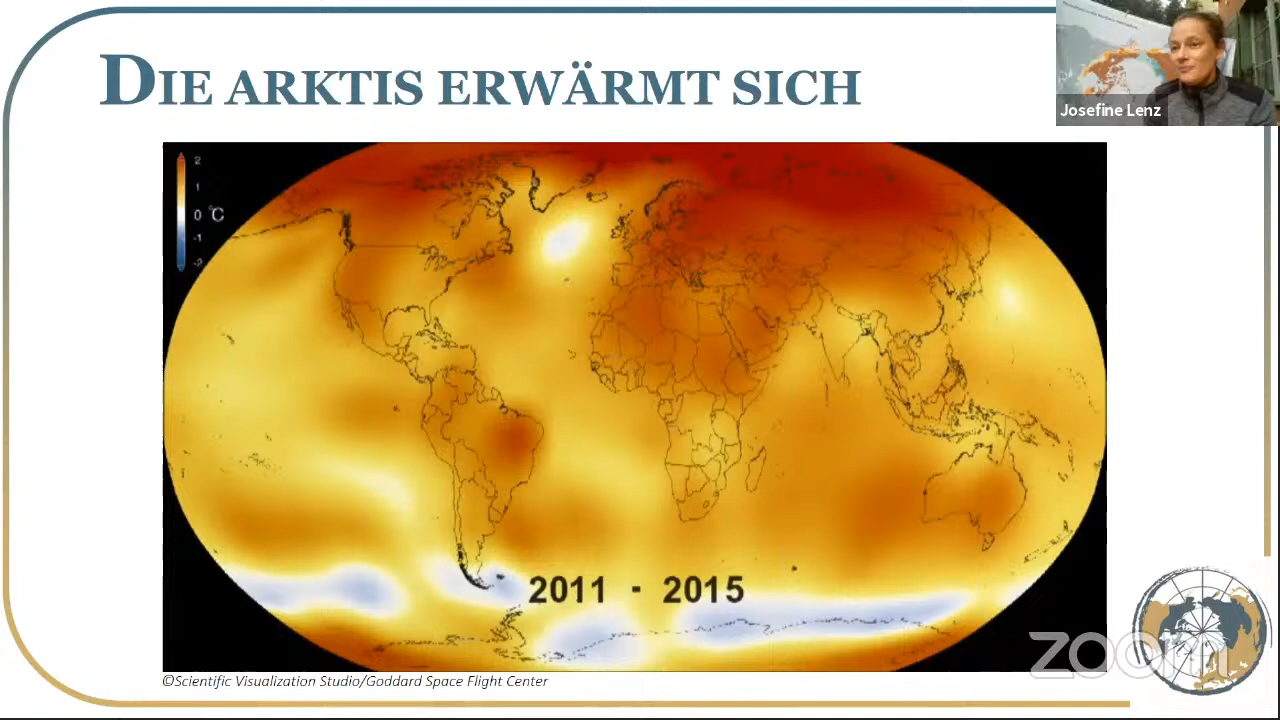 DIE ARKTIS ERWÄRMT SICH
Josefine Lenz
2
1
0 °C
-1
-2
2011 - 2015
©Scientific Visualization Studio/Goddard Space Flight Center
zoom